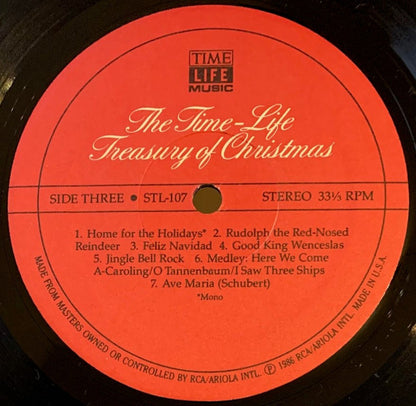 TIME
LIFE
MUSIC
The Time-Life
Treasury of Christmas
SIDE THREE • STL-107 STEREO 33⅓ RPM
1. Home for the Holidays* 2. Rudolph the Red-Nosed
Reindeer 3. Feliz Navidad 4. Good King Wenceslas
5. Jingle Bell Rock 6. Medley: Here We Come
A-Caroling/O Tannenbaum/I Saw Three Ships
7. Ave Maria (Schubert)
*Mono
MADE FROM MASTERS OWNED OR CONTROLLED BY RCA/ARIOLA INTL. ℗ 1986 RCA/ARIOLA INTL. MADE IN U.S.A.